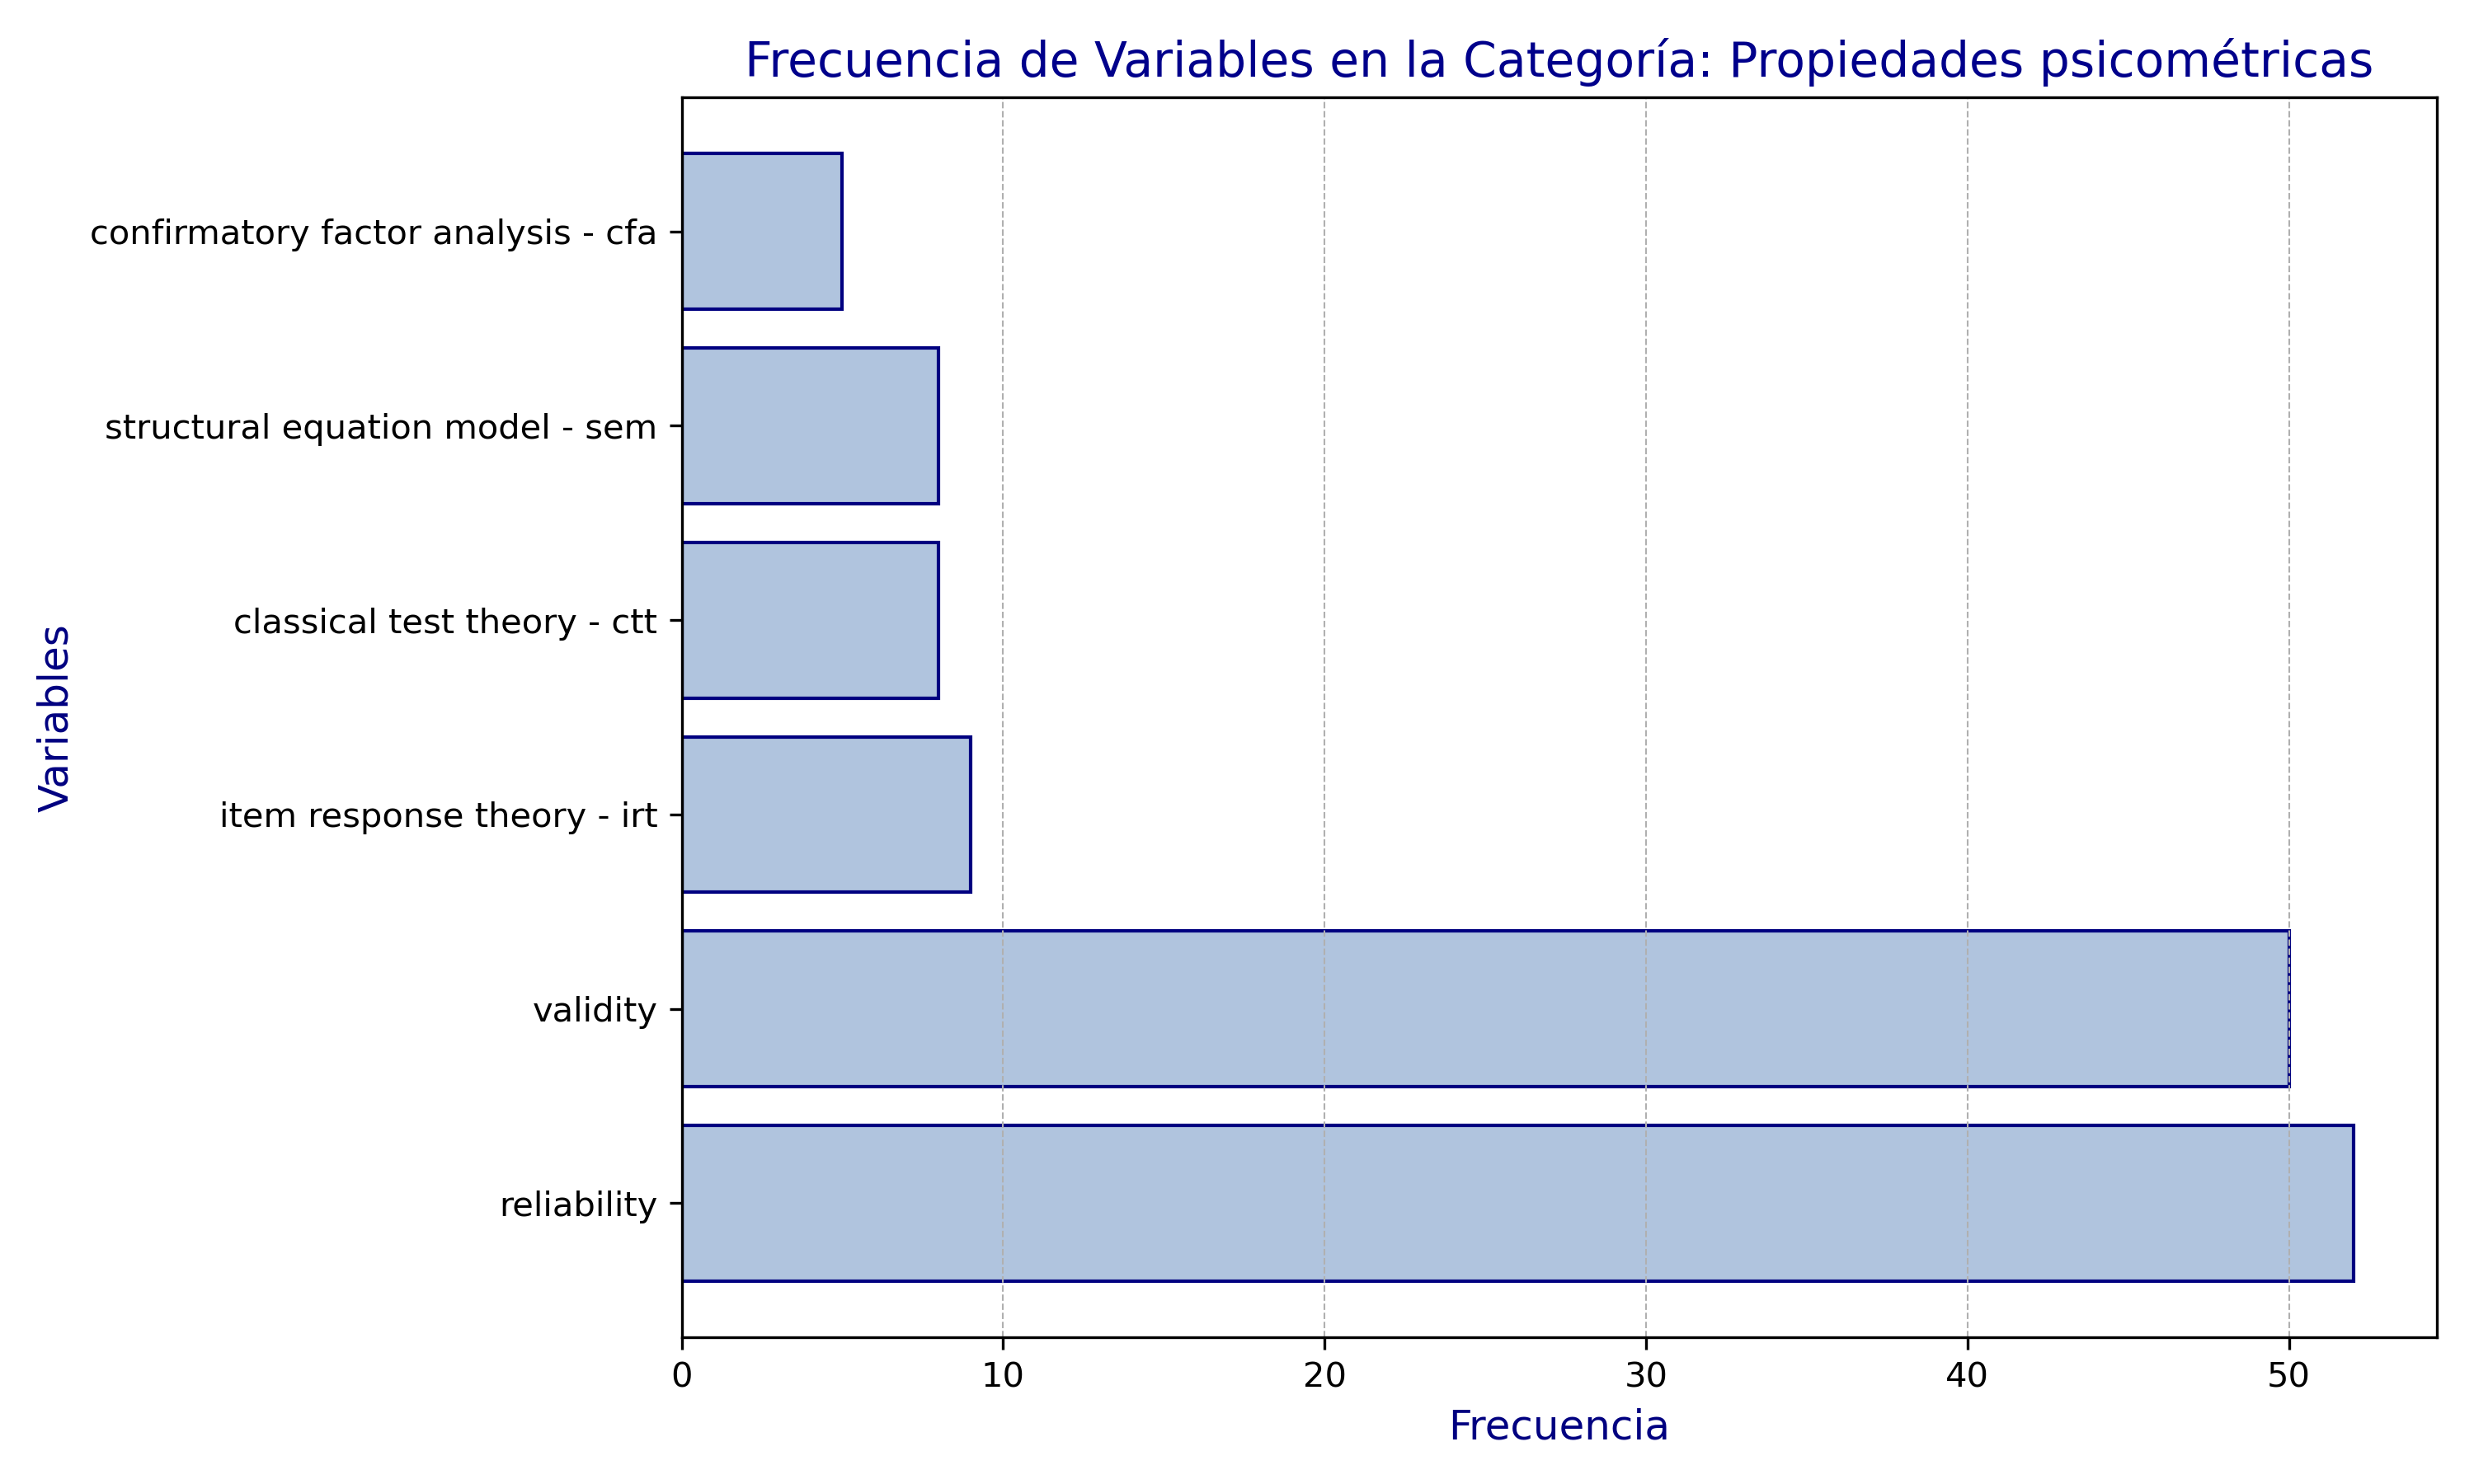 Frecuencia de Variables en la Categoría: Propiedades psicométricas
confirmatory factor analysis - cfa
structural equation model - sem
classical test theory - ctt
item response theory - irt
validity
reliability
Variables
0 10 20 30 40 50
Frecuencia